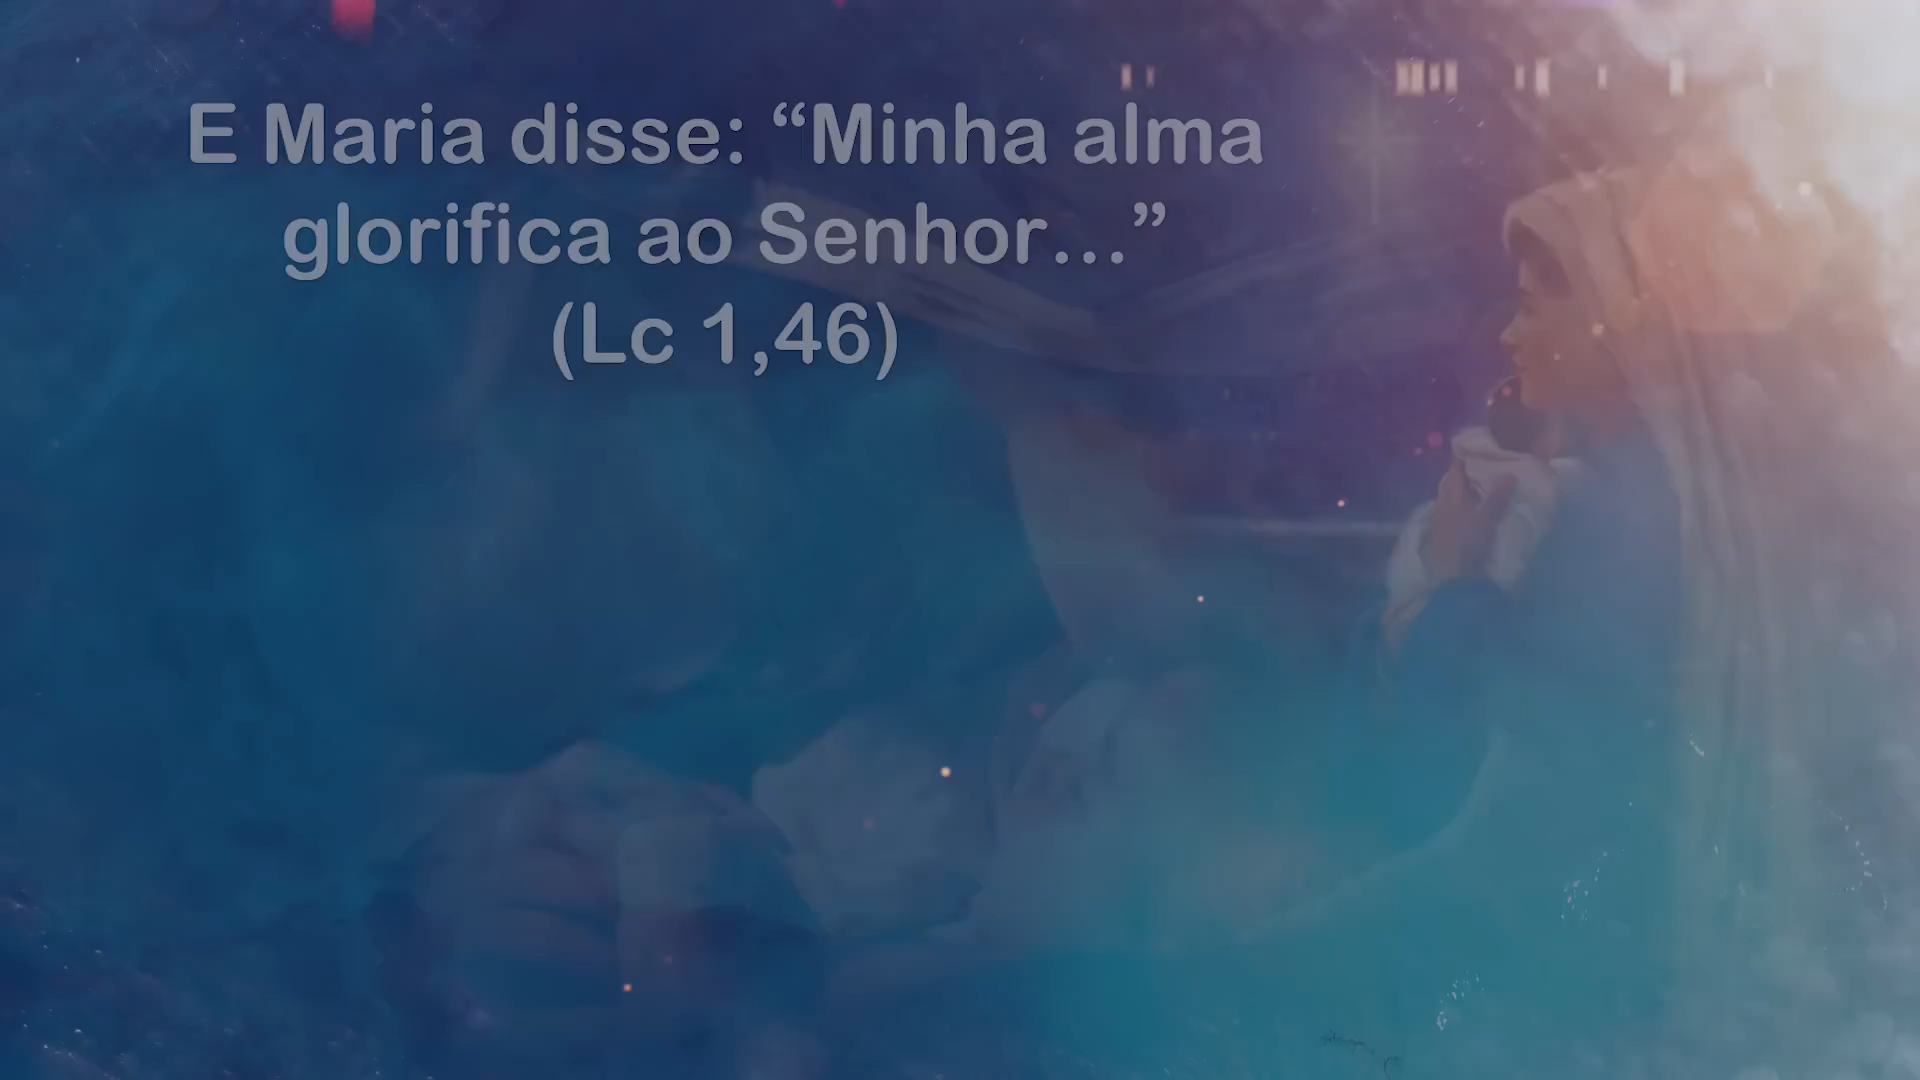 E Maria disse: “Minha alma
glorifica ao Senhor…”
(Lc 1,46)